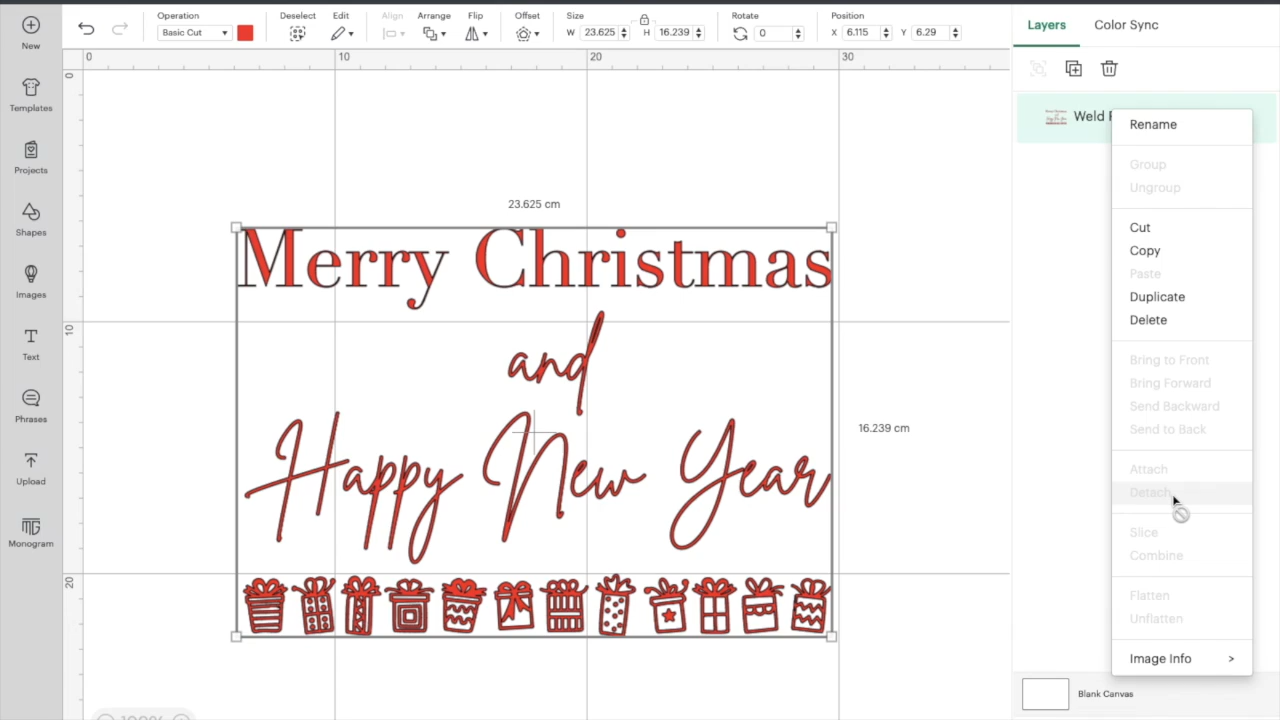 Operation
Deselect
Edit
Align
Arrange
Flip
Offset
Size
Rotate
Position
Basic Cut
W 23.625
H 16.239
0
X 6.115
Y 6.29
Layers
Color Sync
New
Templates
Projects
Shapes
Images
Text
Phrases
Upload
Monogram
0
10
20
30
0
10
20
23.625 cm
16.239 cm
Merry Christmas
and
Happy New Year
Weld
Rename
Group
Ungroup
Cut
Copy
Paste
Duplicate
Delete
Bring to Front
Bring Forward
Send Backward
Send to Back
Attach
Detach
Slice
Combine
Flatten
Unflatten
Image Info >
Blank Canvas